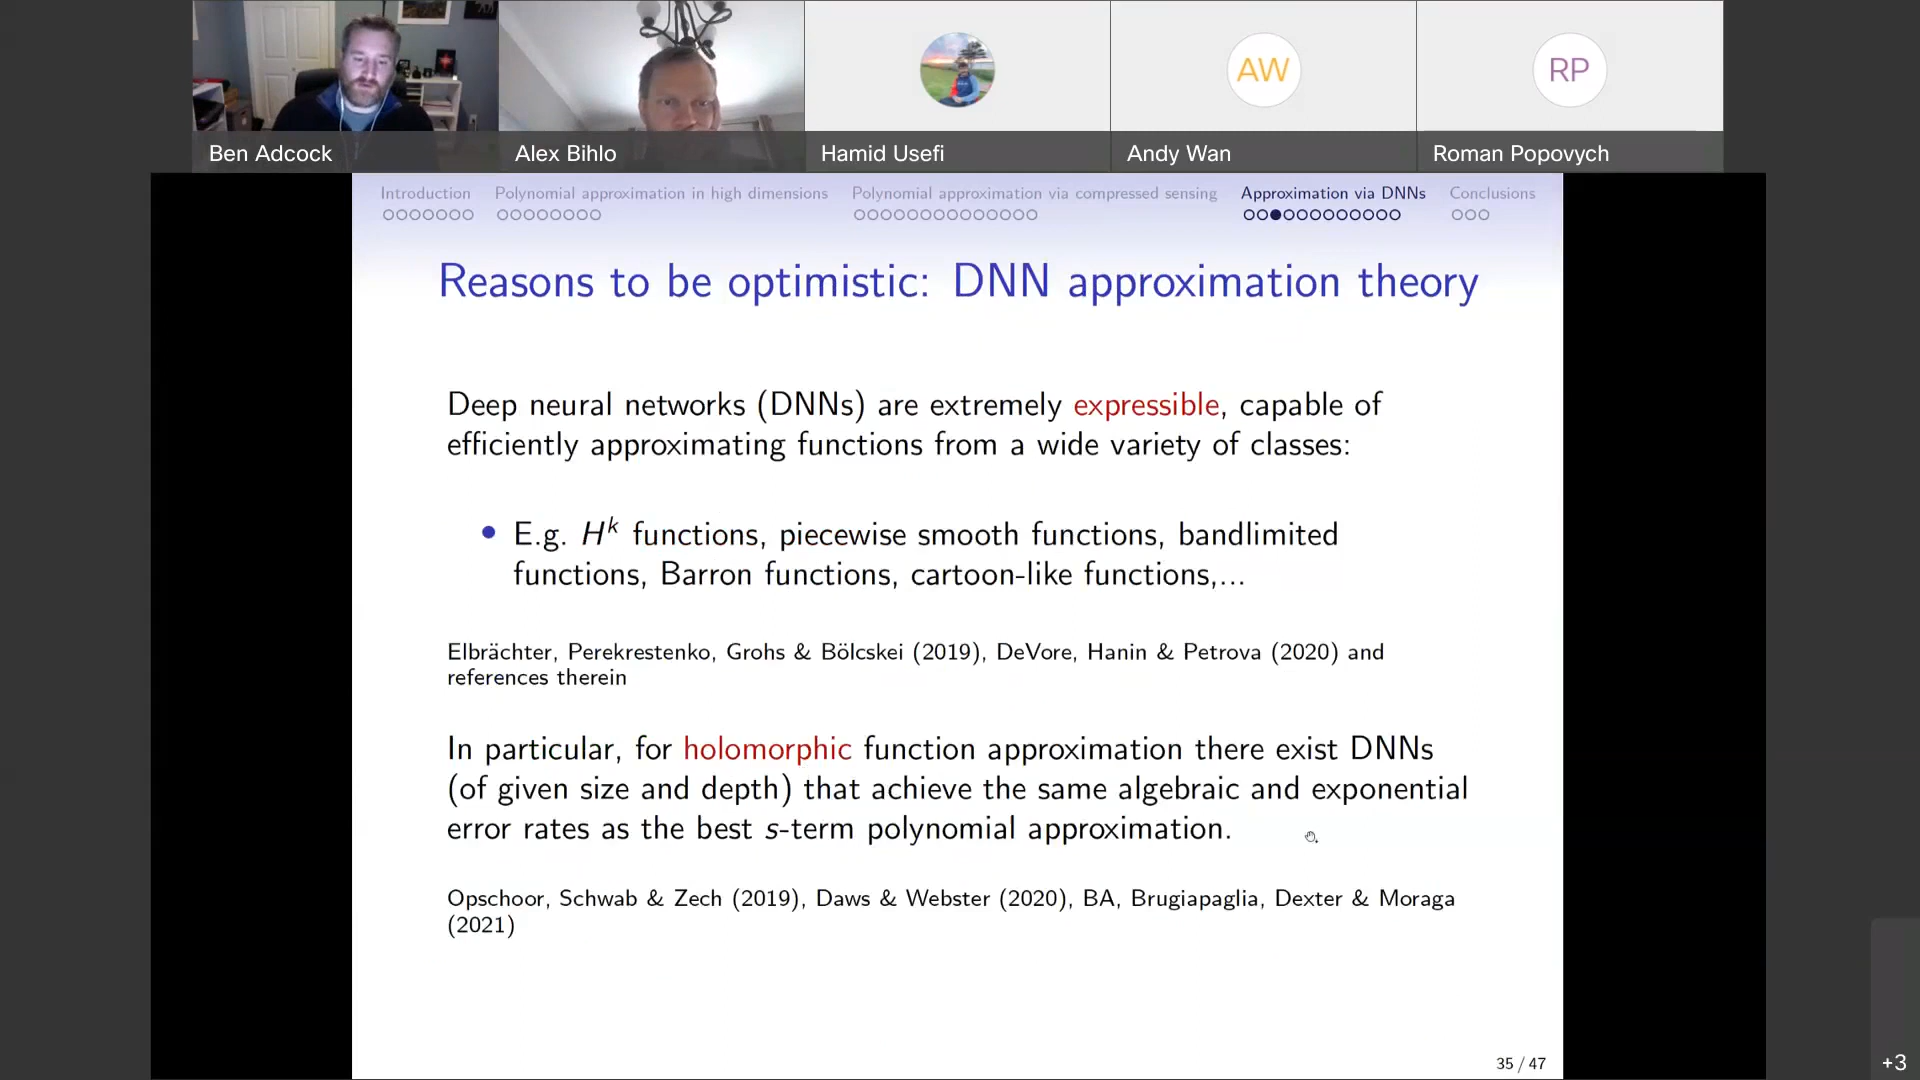 AW
RP
Ben Adcock
Alex Bihlo
Hamid Usefi
Andy Wan
Roman Popovych
Introduction
Polynomial approximation in high dimensions
Polynomial approximation via compressed sensing
Approximation via DNNs
Conclusions
Reasons to be optimistic: DNN approximation theory
Deep neural networks (DNNs) are extremely expressible, capable of
efficiently approximating functions from a wide variety of classes:
• E.g. H^k functions, piecewise smooth functions, bandlimited
functions, Barron functions, cartoon-like functions,...
Elbrächter, Perekrestenko, Grohs & Bölcskei (2019), DeVore, Hanin & Petrova (2020) and
references therein
In particular, for holomorphic function approximation there exist DNNs
(of given size and depth) that achieve the same algebraic and exponential
error rates as the best s-term polynomial approximation.
Opschoor, Schwab & Zech (2019), Daws & Webster (2020), BA, Brugiapaglia, Dexter & Moraga
(2021)
35 / 47
+3